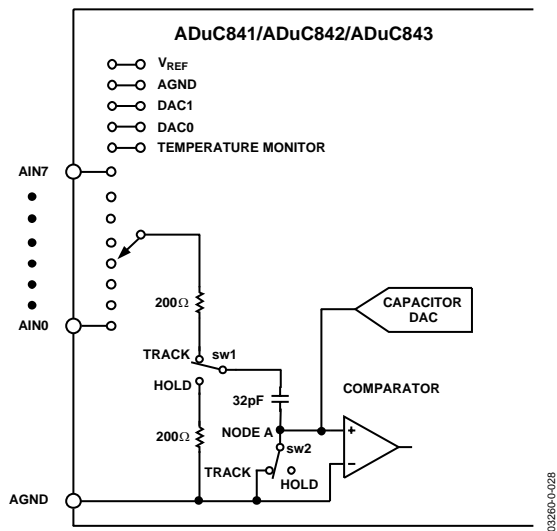 ADuC841/ADuC842/ADuC843
VREF
AGND
DAC1
DAC0
TEMPERATURE MONITOR
AIN7
200Ω
CAPACITOR
DAC
AIN0
TRACK
sw1
HOLD
32pF
COMPARATOR
200Ω
NODE A
+
sw2
–
TRACK
HOLD
AGND
03260-0-028